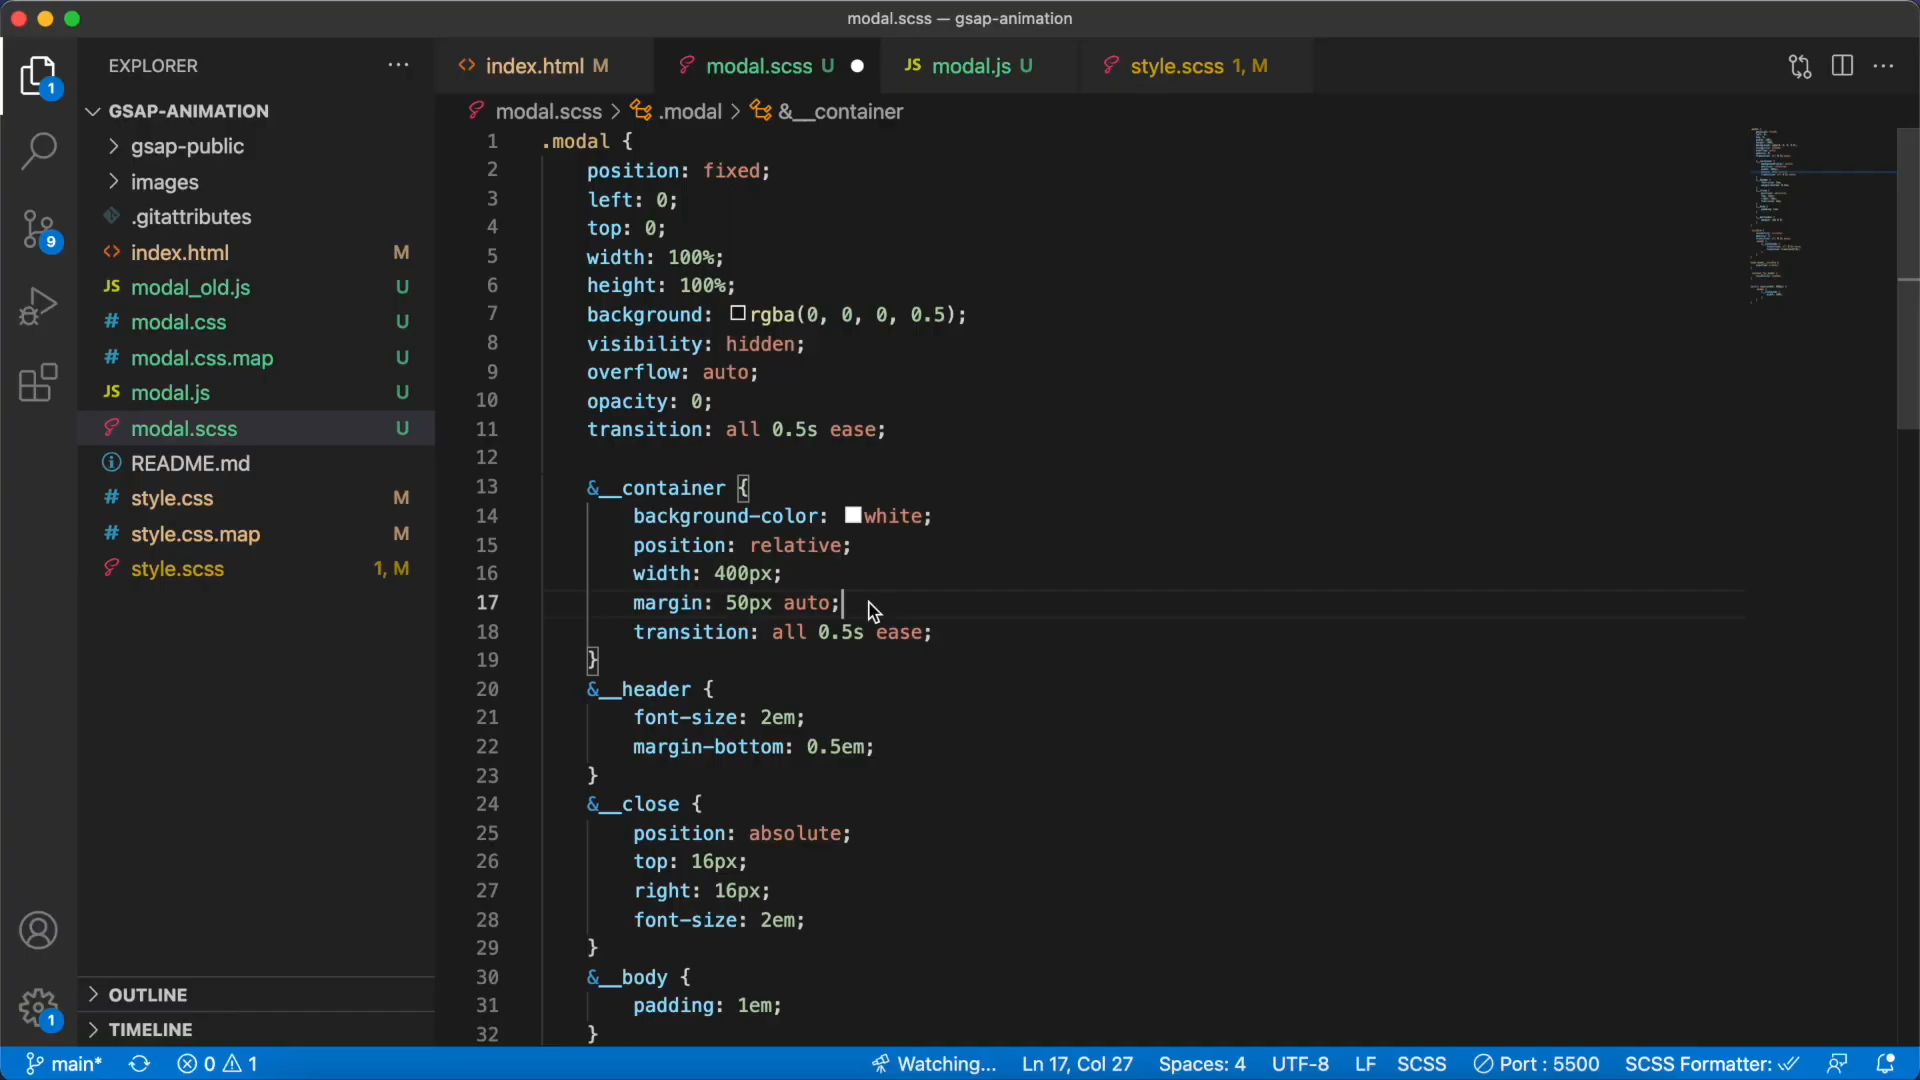 modal.scss — gsap-animation
EXPLORER
index.html M
modal.scss U
JS modal.js U
style.scss 1, M
GSAP-ANIMATION
gsap-public
images
.gitattributes
index.html M
JS modal_old.js U
# modal.css U
# modal.css.map U
JS modal.js U
modal.scss U
README.md
# style.css M
# style.css.map M
style.scss 1, M
OUTLINE
TIMELINE
modal.scss > .modal > &__container
1 .modal {
2 position: fixed;
3 left: 0;
4 top: 0;
5 width: 100%;
6 height: 100%;
7 background: rgba(0, 0, 0, 0.5);
8 visibility: hidden;
9 overflow: auto;
10 opacity: 0;
11 transition: all 0.5s ease;
12
13 &__container {
14 background-color: white;
15 position: relative;
16 width: 400px;
17 margin: 50px auto;
18 transition: all 0.5s ease;
19 }
20 &__header {
21 font-size: 2em;
22 margin-bottom: 0.5em;
23 }
24 &__close {
25 position: absolute;
26 top: 16px;
27 right: 16px;
28 font-size: 2em;
29 }
30 &__body {
31 padding: 1em;
32 }
1
9
1
main* 0 1 Watching... Ln 17, Col 27 Spaces: 4 UTF-8 LF SCSS Port : 5500 SCSS Formatter: